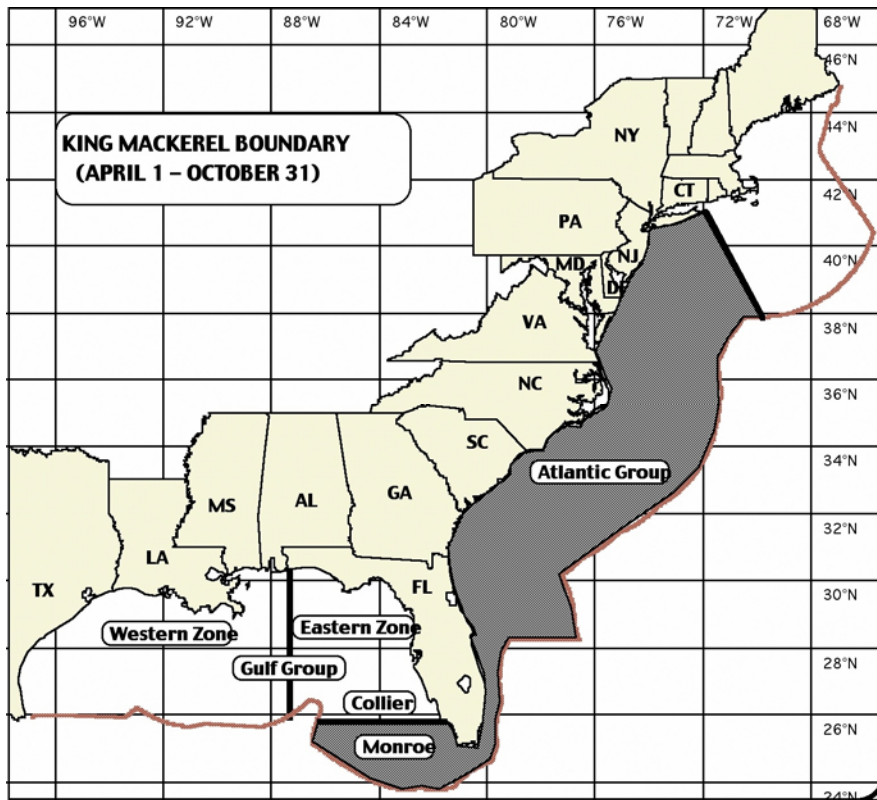 96°W 92°W 88°W 84°W 80°W 76°W 72°W 68°W
46°N
KING MACKEREL BOUNDARY
(APRIL 1 – OCTOBER 31)
44°N
NY
42°N
CT
PA
40°N
NJ
MD
DE
38°N
VA
36°N
NC
SC
34°N
Atlantic Group
GA
MS
AL
32°N
LA
TX
FL
30°N
Western Zone
Eastern Zone
28°N
Gulf Group
Collier
26°N
Monroe
24°N